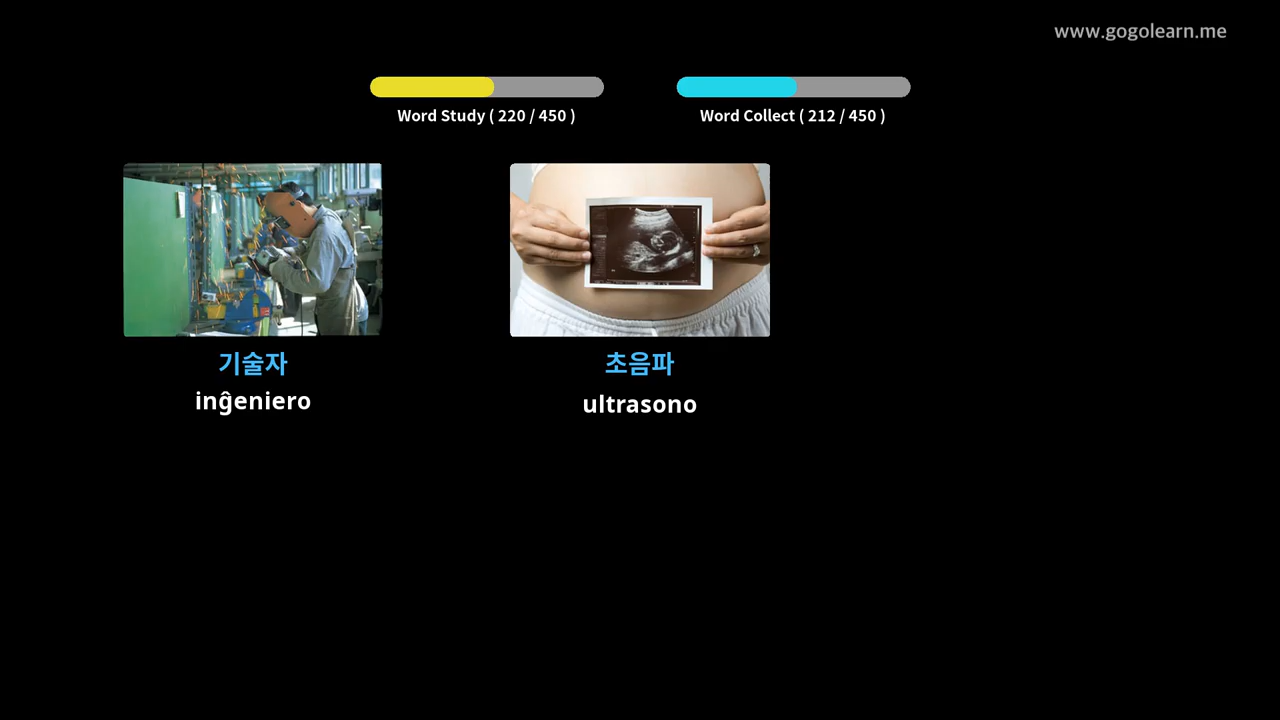 www.gogolearn.me
Word Study ( 220 / 450 )
Word Collect ( 212 / 450 )
기술자
inĝeniero
초음파
ultrasono